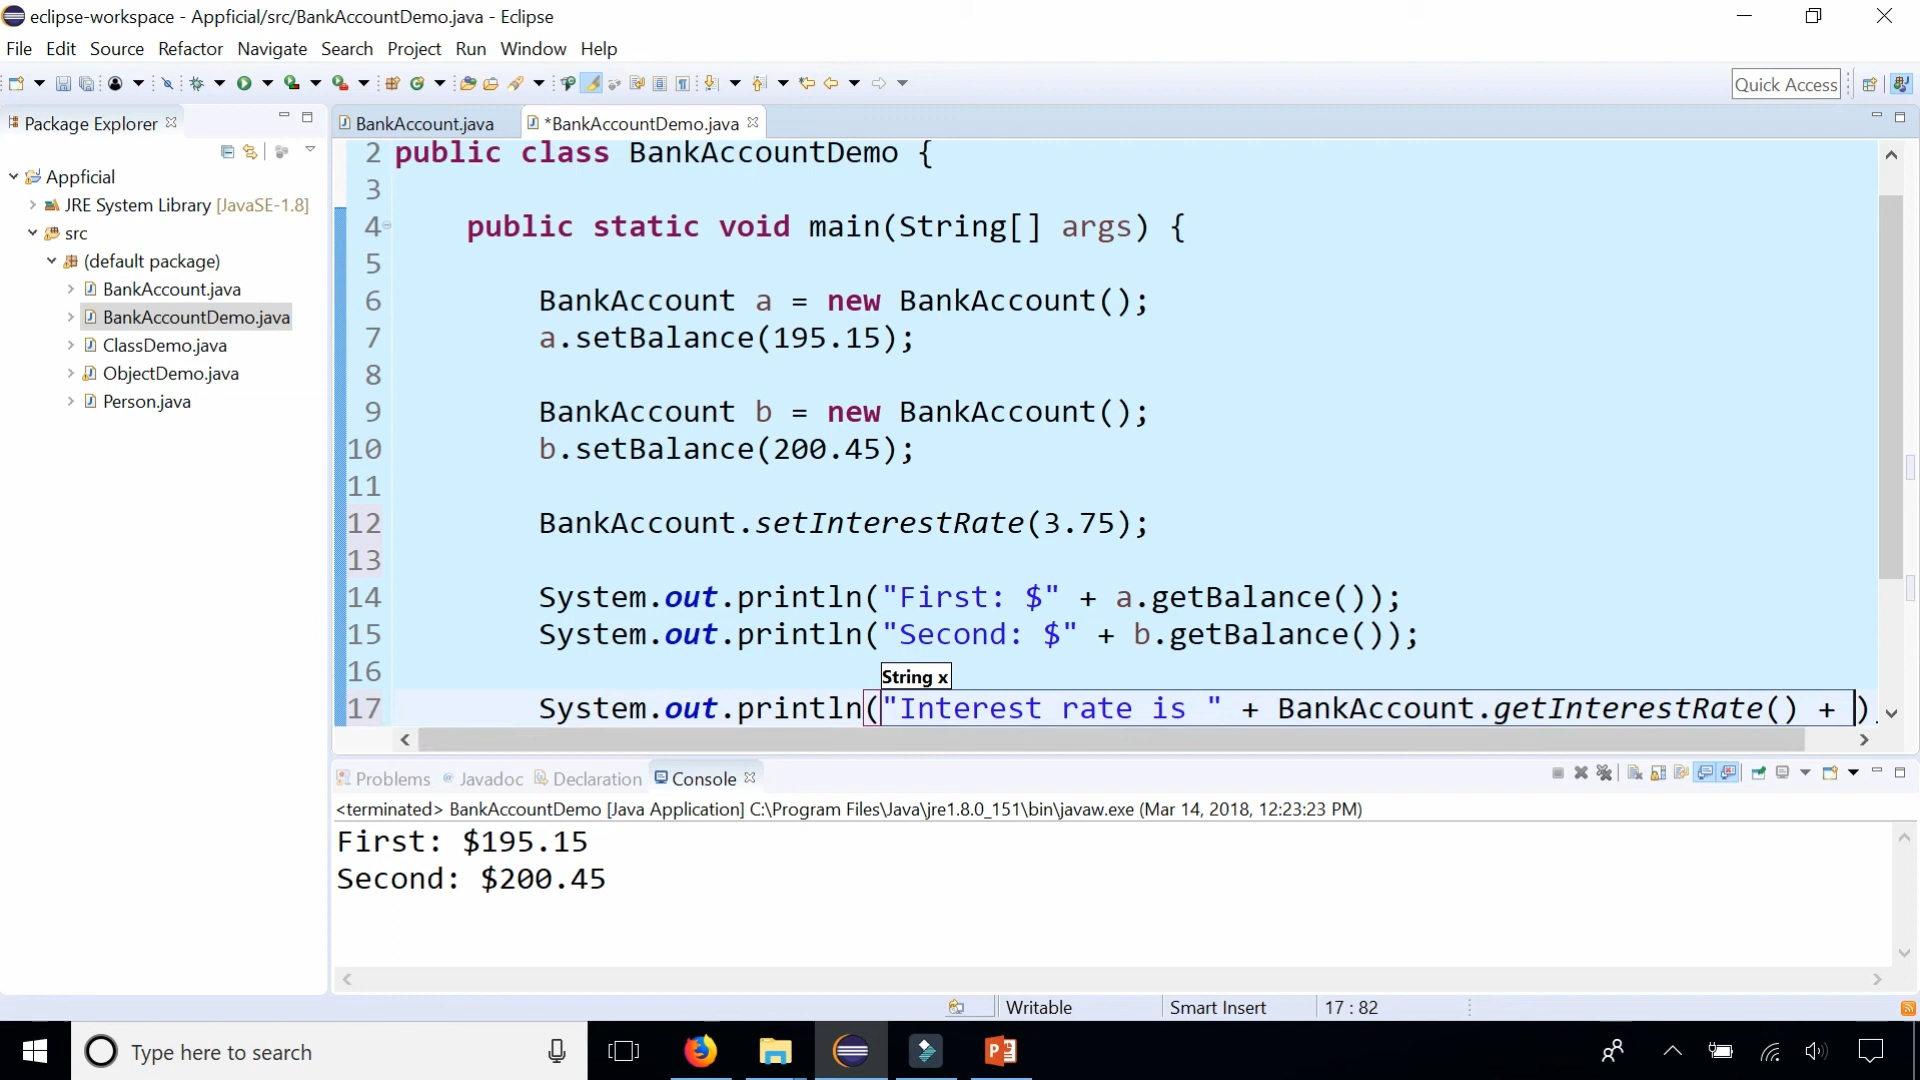 eclipse-workspace - Appficial/src/BankAccountDemo.java - Eclipse
File Edit Source Refactor Navigate Search Project Run Window Help
Quick Access
Package Explorer
Appficial
JRE System Library [JavaSE-1.8]
src
(default package)
BankAccount.java
BankAccountDemo.java
ClassDemo.java
ObjectDemo.java
Person.java
BankAccount.java *BankAccountDemo.java
2 public class BankAccountDemo {
3
4 public static void main(String[] args) {
5
6 BankAccount a = new BankAccount();
7 a.setBalance(195.15);
8
9 BankAccount b = new BankAccount();
10 b.setBalance(200.45);
11
12 BankAccount.setInterestRate(3.75);
13
14 System.out.println("First: $" + a.getBalance());
15 System.out.println("Second: $" + b.getBalance());
16
String x
17 System.out.println("Interest rate is " + BankAccount.getInterestRate() + )
Problems Javadoc Declaration Console
<terminated> BankAccountDemo [Java Application] C:\Program Files\Java\jre1.8.0_151\bin\javaw.exe (Mar 14, 2018, 12:23:23 PM)
First: $195.15
Second: $200.45
Writable Smart Insert 17 : 82
Type here to search